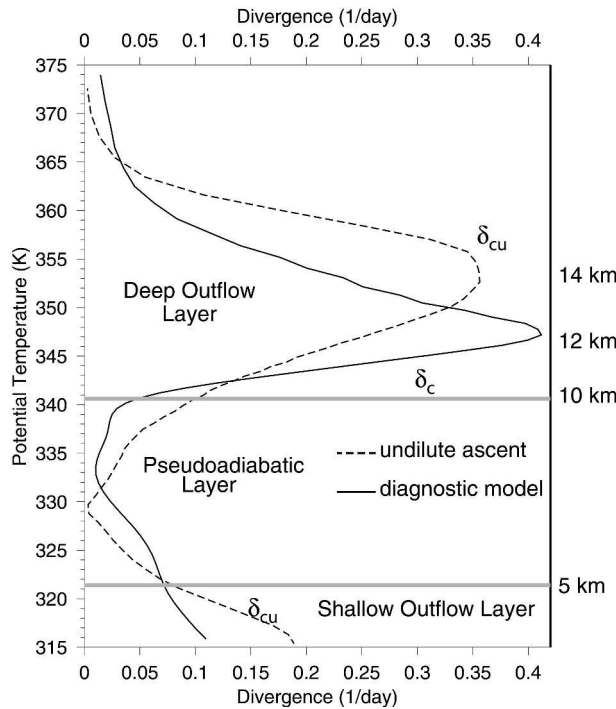 Divergence (1/day)
0 0.05 0.1 0.15 0.2 0.25 0.3 0.35 0.4
375
370
365
360
355
350
345
340
335
330
325
320
315
Potential Temperature (K)
δcu
14 km
Deep Outflow
Layer
12 km
δc
10 km
undilute ascent
Pseudoadiabatic
Layer
diagnostic model
5 km
δcu
Shallow Outflow Layer
0 0.05 0.1 0.15 0.2 0.25 0.3 0.35 0.4
Divergence (1/day)